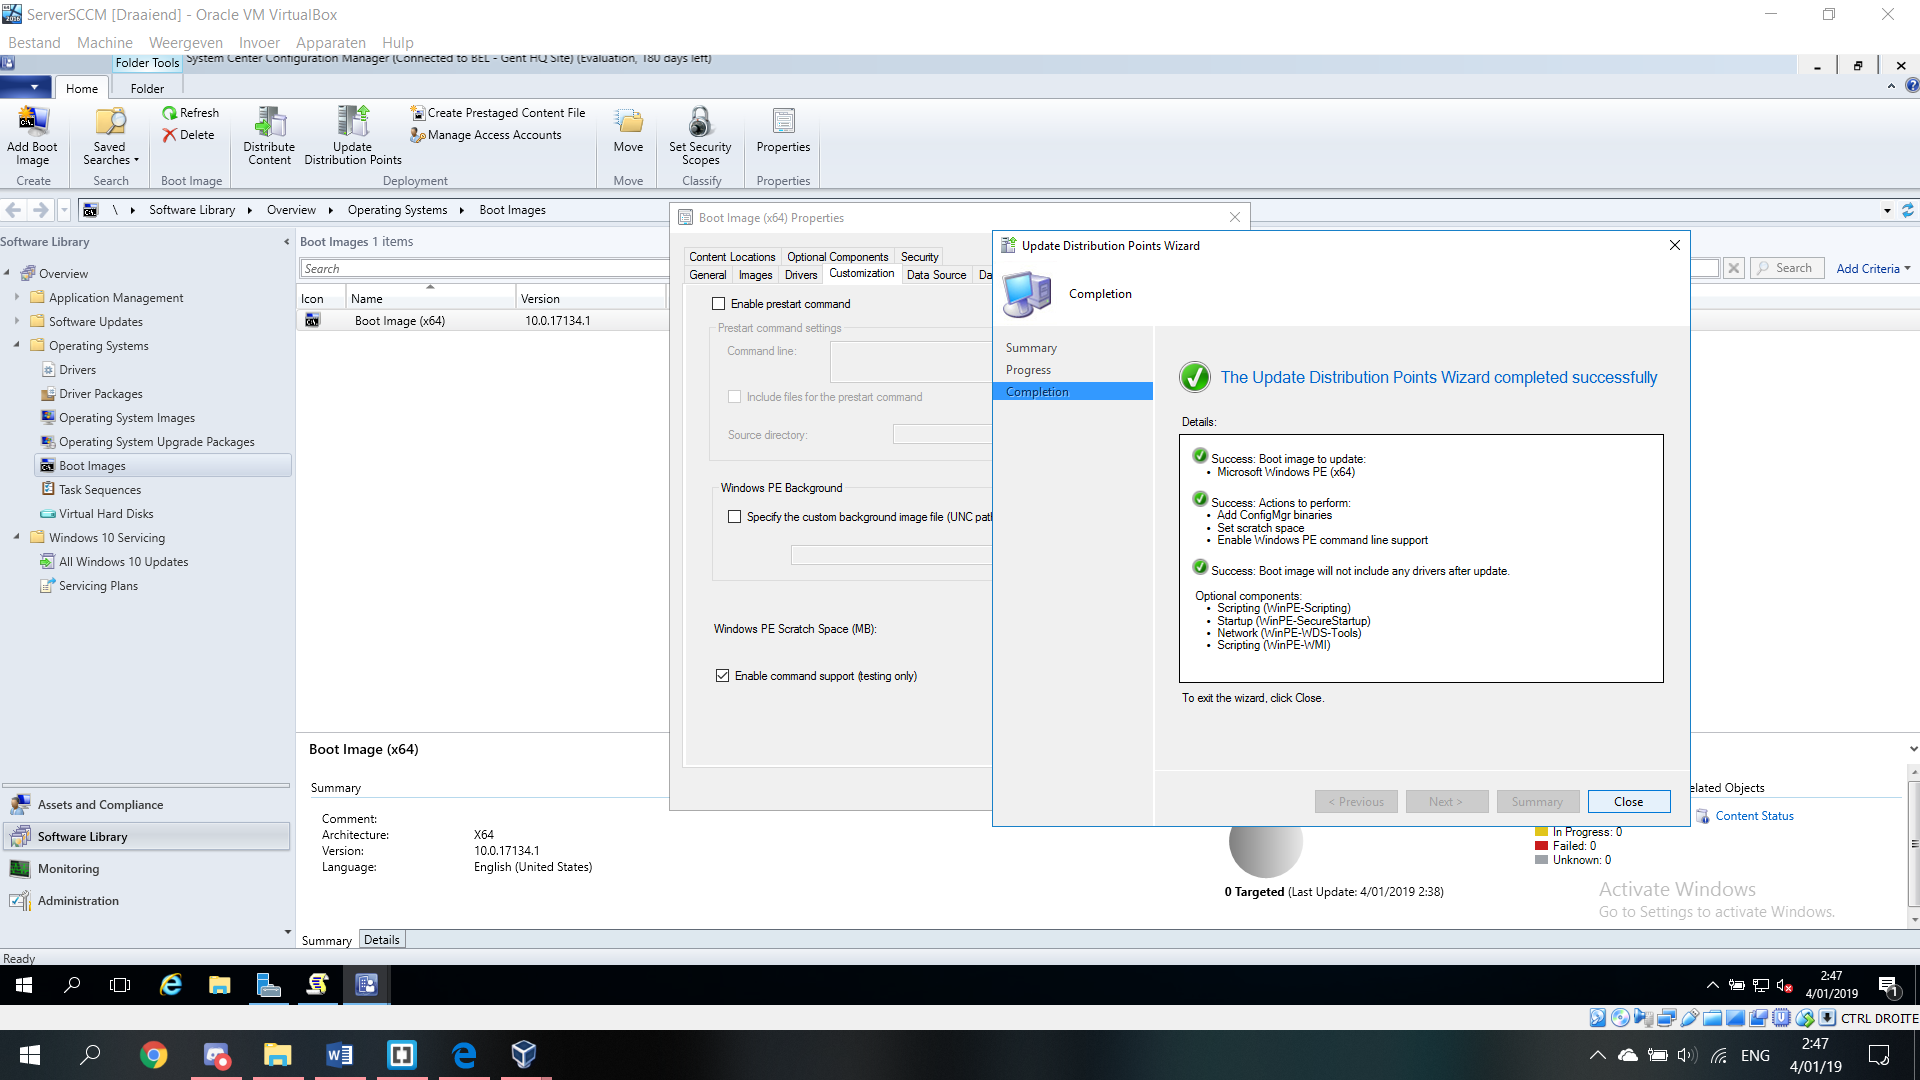 ServerSCCM [Draaiend] - Oracle VM VirtualBox
Bestand Machine Weergeven Invoer Apparaten Hulp
Folder Tools System Center Configuration Manager (Connected to BEL - Gent HQ Site) (Evaluation, 180 days left)
Home Folder
Add Boot Image
Create
Saved Searches
Search
Refresh
Delete
Boot Image
Distribute Content
Update Distribution Points
Create Prestaged Content File
Manage Access Accounts
Deployment
Move
Move
Set Security Scopes
Classify
Properties
Properties
\ Software Library Overview Operating Systems Boot Images
Software Library
Overview
Application Management
Software Updates
Operating Systems
Drivers
Driver Packages
Operating System Images
Operating System Upgrade Packages
Boot Images
Task Sequences
Virtual Hard Disks
Windows 10 Servicing
All Windows 10 Updates
Servicing Plans
Assets and Compliance
Software Library
Monitoring
Administration
Boot Images 1 items
Search
Search
Add Criteria
Icon Name Version
Boot Image (x64) 10.0.17134.1
Boot Image (x64) Properties
Content Locations Optional Components Security
General Images Drivers Customization Data Source Da
Enable prestart command
Prestart command settings
Command line:
Include files for the prestart command
Source directory:
Windows PE Background
Specify the custom background image file (UNC pat
Windows PE Scratch Space (MB):
Enable command support (testing only)
Update Distribution Points Wizard
Completion
Summary
Progress
Completion
The Update Distribution Points Wizard completed successfully
Details:
Success: Boot image to update:
• Microsoft Windows PE (x64)
Success: Actions to perform:
• Add ConfigMgr binaries
• Set scratch space
• Enable Windows PE command line support
Success: Boot image will not include any drivers after update.
Optional components:
• Scripting (WinPE-Scripting)
• Startup (WinPE-SecureStartup)
• Network (WinPE-WDS-Tools)
• Scripting (WinPE-WMI)
To exit the wizard, click Close.
< Previous Next > Summary Close
Boot Image (x64)
Summary
Comment:
Architecture: X64
Version: 10.0.17134.1
Language: English (United States)
In Progress: 0
Failed: 0
Unknown: 0
0 Targeted (Last Update: 4/01/2019 2:38)
elated Objects
Content Status
Activate Windows
Go to Settings to activate Windows.
Summary Details
Ready
2:47
4/01/2019
1
CTRL DROITE
ENG
2:47
4/01/19